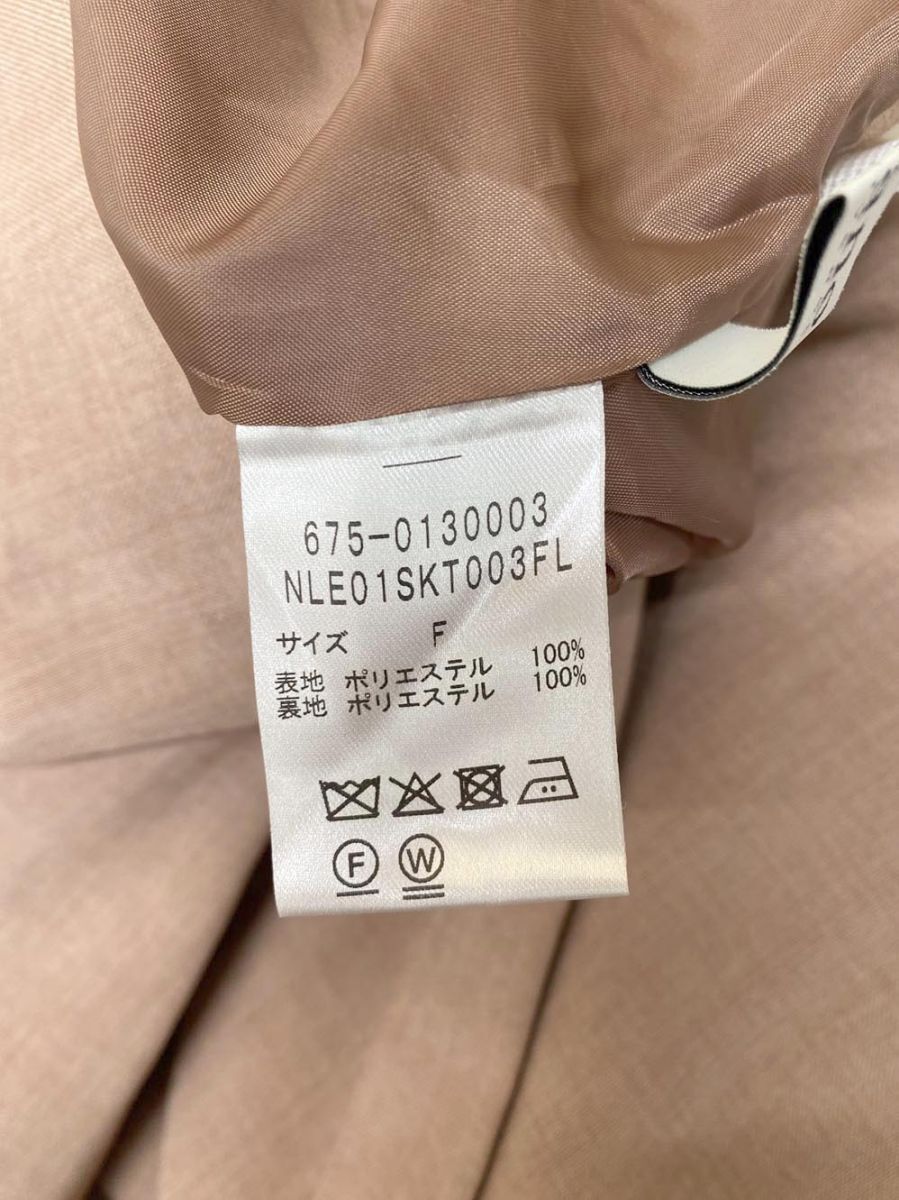 675-0130003
NLE01SKT003FL
サイズ F
表地 ポリエステル 100%
裏地 ポリエステル 100%
F W